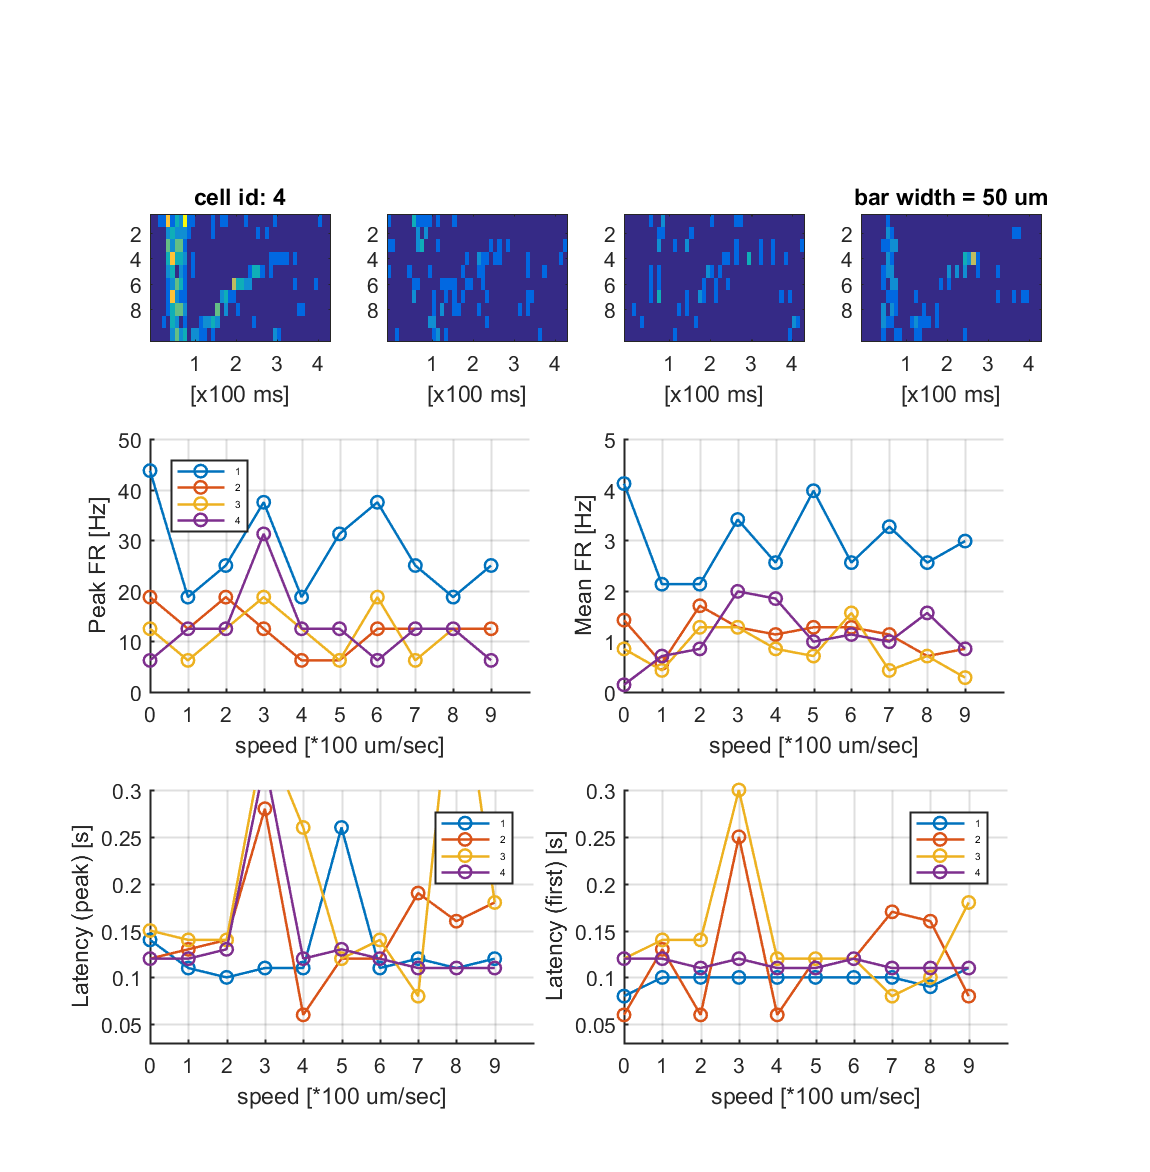 cell id: 4
bar width = 50 um
2 4 6 8
1 2 3 4
[x100 ms]
2 4 6 8
1 2 3 4
[x100 ms]
2 4 6 8
1 2 3 4
[x100 ms]
2 4 6 8
1 2 3 4
[x100 ms]
Peak FR [Hz]
50
40
30
20
10
0
1
2
3
4
0 1 2 3 4 5 6 7 8 9
speed [*100 um/sec]
Mean FR [Hz]
5
4
3
2
1
0
0 1 2 3 4 5 6 7 8 9
speed [*100 um/sec]
Latency (peak) [s]
0.3
0.25
0.2
0.15
0.1
0.05
1
2
3
4
0 1 2 3 4 5 6 7 8 9
speed [*100 um/sec]
Latency (first) [s]
0.3
0.25
0.2
0.15
0.1
0.05
1
2
3
4
0 1 2 3 4 5 6 7 8 9
speed [*100 um/sec]